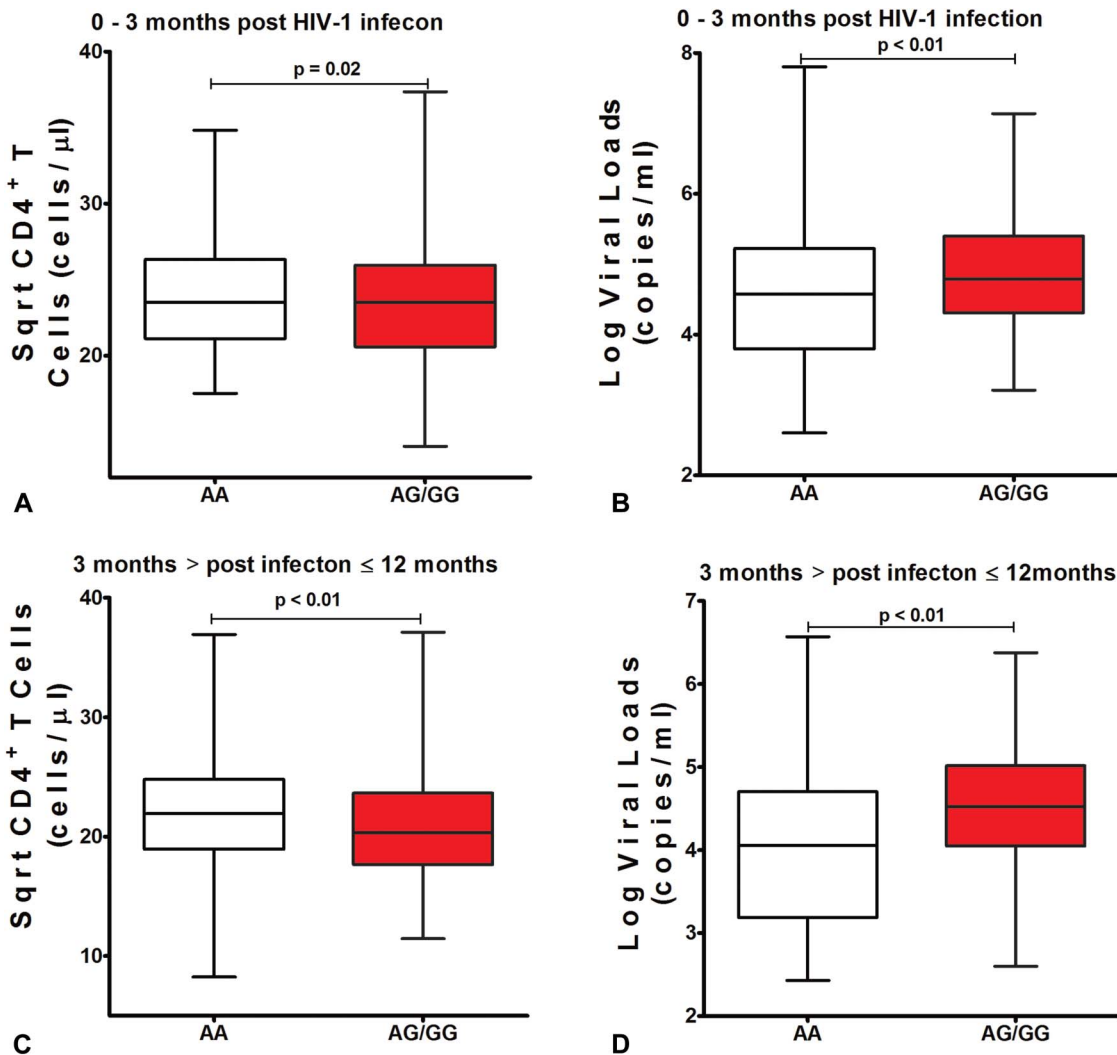 0 - 3 months post HIV-1 infecon
p = 0.02
Sqrt CD4+ T
Cells (cells/μl)
40
30
20
AA
AG/GG
A
0 - 3 months post HIV-1 infection
p < 0.01
Log Viral Loads
(copies/ml)
8
6
4
2
AA
AG/GG
B
3 months > post infecton ≤ 12 months
p < 0.01
Sqrt CD4+ T Cells
(cells/μl)
40
30
20
10
AA
AG/GG
C
3 months > post infecton ≤ 12months
p < 0.01
Log Viral Loads
(copies/ml)
7
6
5
4
3
2
AA
AG/GG
D